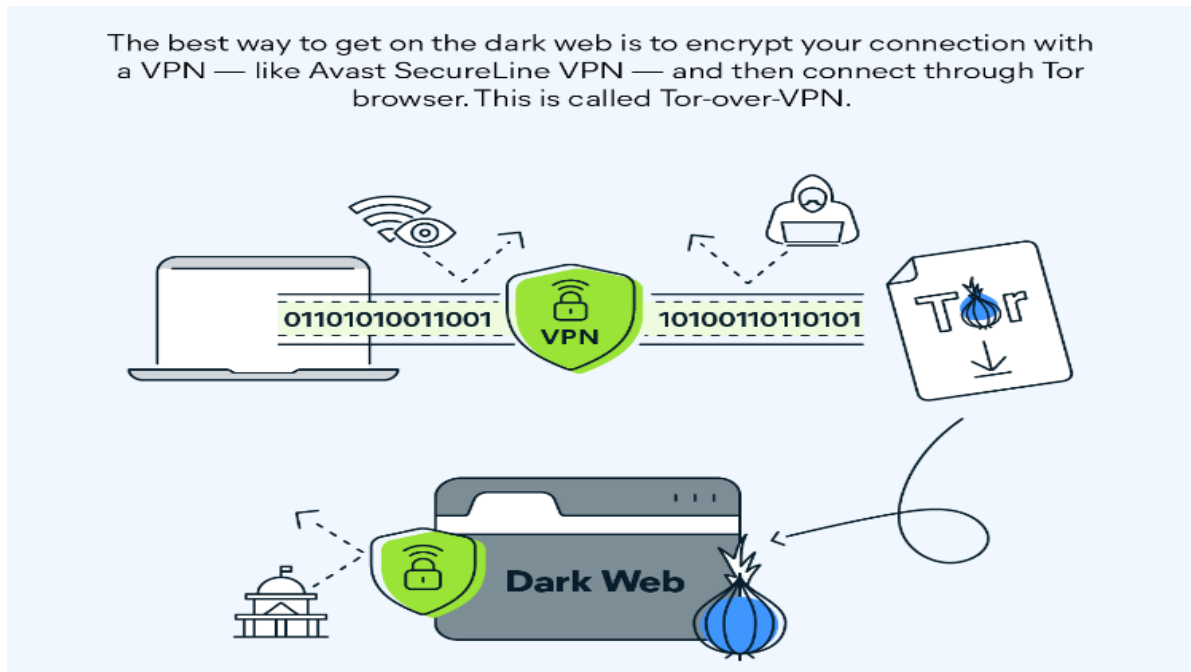 The best way to get on the dark web is to encrypt your connection with
a VPN — like Avast SecureLine VPN — and then connect through Tor
browser. This is called Tor-over-VPN.
01101010011001
VPN
10100110110101
Tor
Dark Web